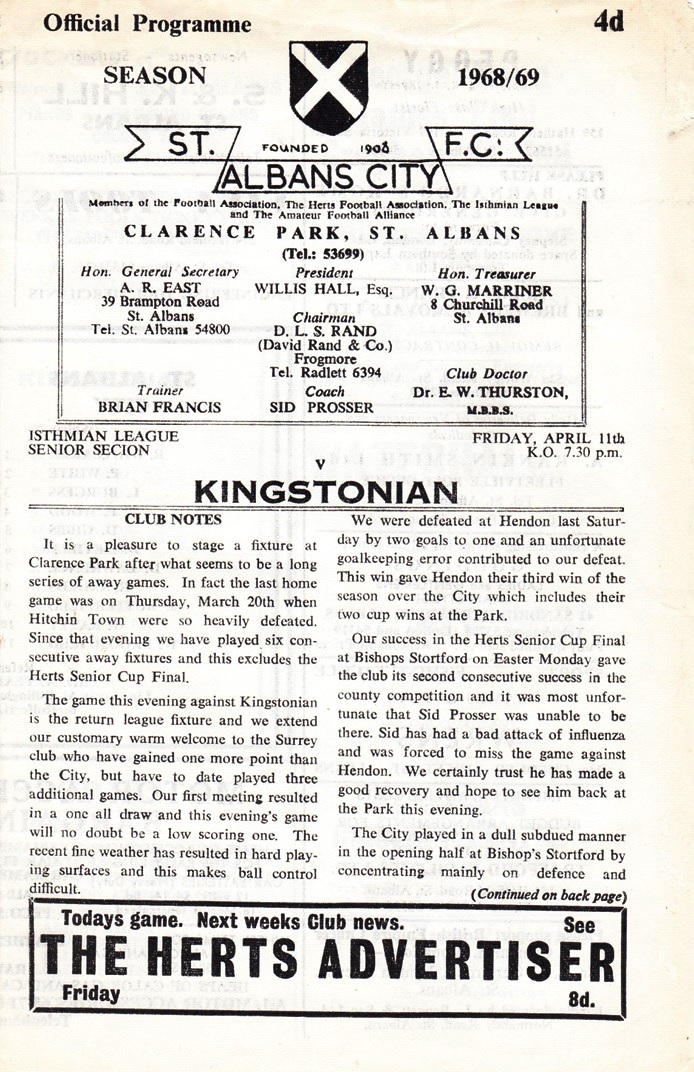 Official Programme
4d
SEASON
1968/69
ST.
FOUNDED 1908
F.C:
ALBANS CITY
Members of the Football Association, The Herts Football Association, The Isthmian League
and The Amateur Football Alliance
CLARENCE PARK, ST. ALBANS
(Tel.: 53699)
Hon. General Secretary
A. R. EAST
39 Brampton Road
St. Albans
Tel. St. Albans 54800
President
WILLIS HALL, Esq.
Chairman
D. L. S. RAND
(David Rand & Co.)
Frogmore
Tel. Radlett 6394
Hon. Treasurer
W. G. MARRINER
8 Churchill Road
St. Albans
Club Doctor
Dr. E. W. THURSTON,
M.B.B.S.
Trainer
BRIAN FRANCIS
Coach
SID PROSSER
ISTHMIAN LEAGUE
SENIOR SECION
FRIDAY, APRIL 11th
K.O. 7.30 p.m.
v
KINGSTONIAN
CLUB NOTES
It is a pleasure to stage a fixture at
Clarence Park after what seems to be a long
series of away games. In fact the last home
game was on Thursday, March 20th when
Hitchin Town were so heavily defeated.
Since that evening we have played six con-
secutive away fixtures and this excludes the
Herts Senior Cup Final.
The game this evening against Kingstonian
is the return league fixture and we extend
our customary warm welcome to the Surrey
club who have gained one more point than
the City, but have to date played three
additional games. Our first meeting resulted
in a one all draw and this evening's game
will no doubt be a low scoring one. The
recent fine weather has resulted in hard play-
ing surfaces and this makes ball control
difficult.
We were defeated at Hendon last Satur-
day by two goals to one and an unfortunate
goalkeeping error contributed to our defeat.
This win gave Hendon their third win of the
season over the City which includes their
two cup wins at the Park.
Our success in the Herts Senior Cup Final
at Bishops Stortford on Easter Monday gave
the club its second consecutive success in the
county competition and it was most unfor-
tunate that Sid Prosser was unable to be
there. Sid has had a bad attack of influenza
and was forced to miss the game against
Hendon. We certainly trust he has made a
good recovery and hope to see him back at
the Park this evening.
The City played in a dull subdued manner
in the opening half at Bishop's Stortford by
concentrating mainly on defence and
(Continued on back page)
Todays game. Next weeks Club news. See
THE HERTS ADVERTISER
Friday 8d.